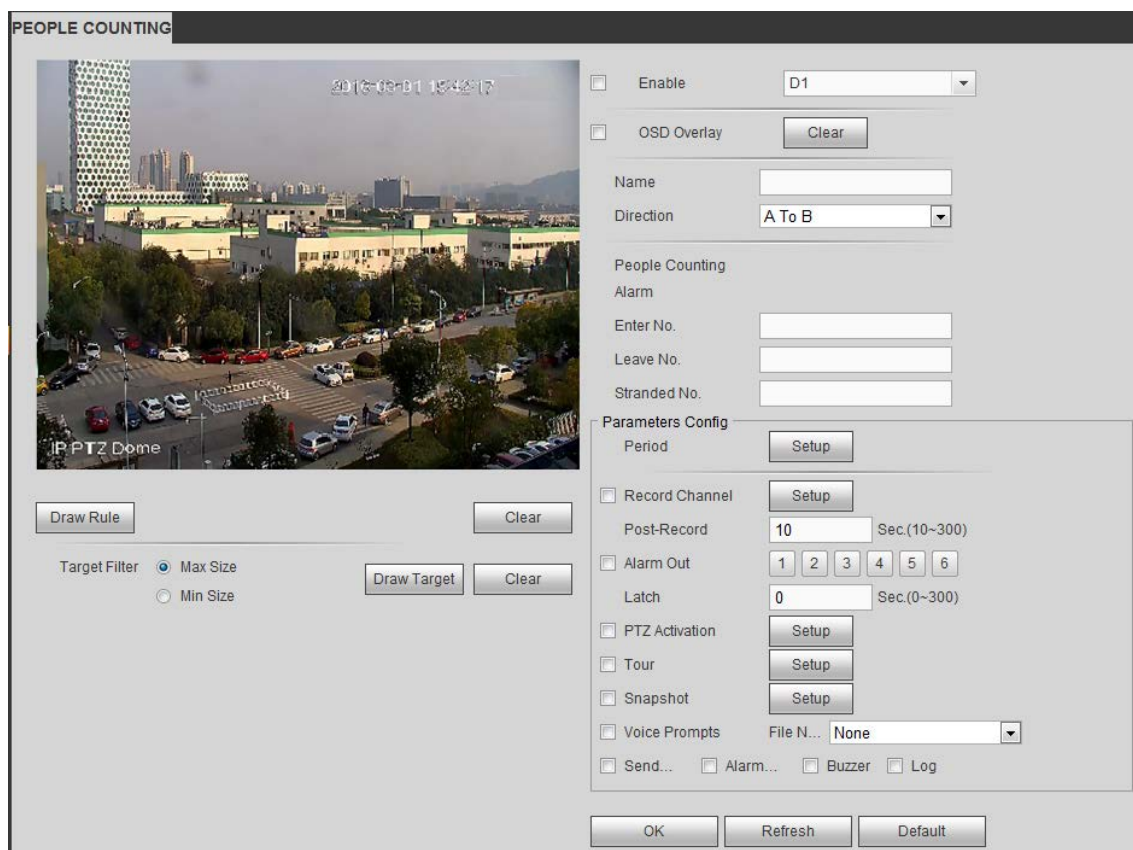 PEOPLE COUNTING
Enable D1
OSD Overlay Clear
Name
Direction A To B
People Counting
Alarm
Enter No.
Leave No.
Stranded No.
Parameters Config
Period Setup
Record Channel Setup
Post-Record 10 Sec.(10~300)
Alarm Out 1 2 3 4 5 6
Latch 0 Sec.(0~300)
PTZ Activation Setup
Tour Setup
Snapshot Setup
Voice Prompts File N... None
Send... Alarm... Buzzer Log
OK Refresh Default
IP PTZ Dome
Draw Rule Clear
Target Filter Max Size Draw Target Clear
Min Size